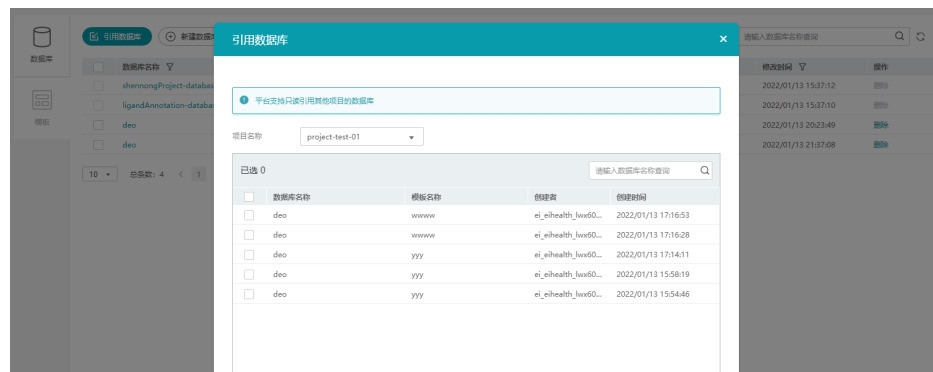 引用数据库
新建数据
数据库
模板
数据库名称
shennongProject-databas
ligandAnnotation-databa
deo
deo
10
总条数: 4
<
1
引用数据库
×
平台支持只读引用其他项目的数据库
项目名称
project-test-01
已选 0
请输入数据库名称查询
数据库名称 模板名称 创建者 创建时间
deo wwww ei_eihealth_lwx60... 2022/01/13 17:16:53
deo wwww ei_eihealth_lwx60... 2022/01/13 17:16:28
deo yyy ei_eihealth_lwx60... 2022/01/13 17:14:11
deo yyy ei_eihealth_lwx60... 2022/01/13 15:58:19
deo yyy ei_eihealth_lwx60... 2022/01/13 15:54:46
请输入数据库名称查询
修改时间 操作
2022/01/13 15:37:12 删除
2022/01/13 15:37:10 删除
2022/01/13 20:23:49 删除
2022/01/13 21:37:08 删除